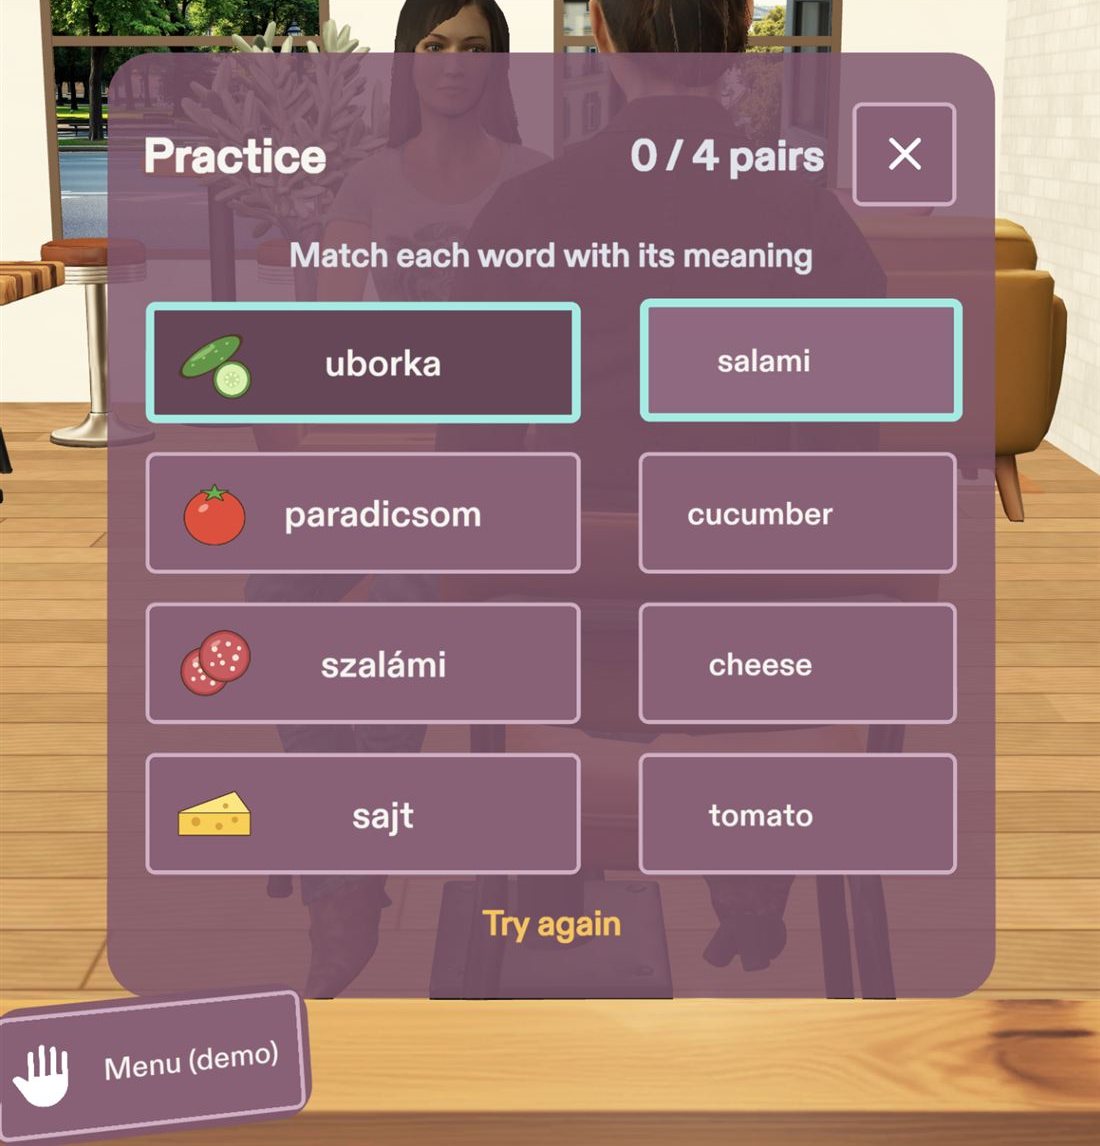 Practice
0 / 4 pairs
Match each word with its meaning
uborka
salami
paradicsom
cucumber
szalámi
cheese
sajt
tomato
Try again
Menu (demo)